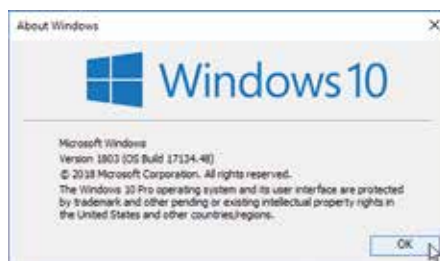 About Windows
Windows 10
Microsoft Windows
Version 1803 (OS Build 17134.48)
© 2018 Microsoft Corporation. All rights reserved.
The Windows 10 Pro operating system and its user interface are protected
by trademark and other pending or existing intellectual property rights in
the United States and other countries/regions.
OK